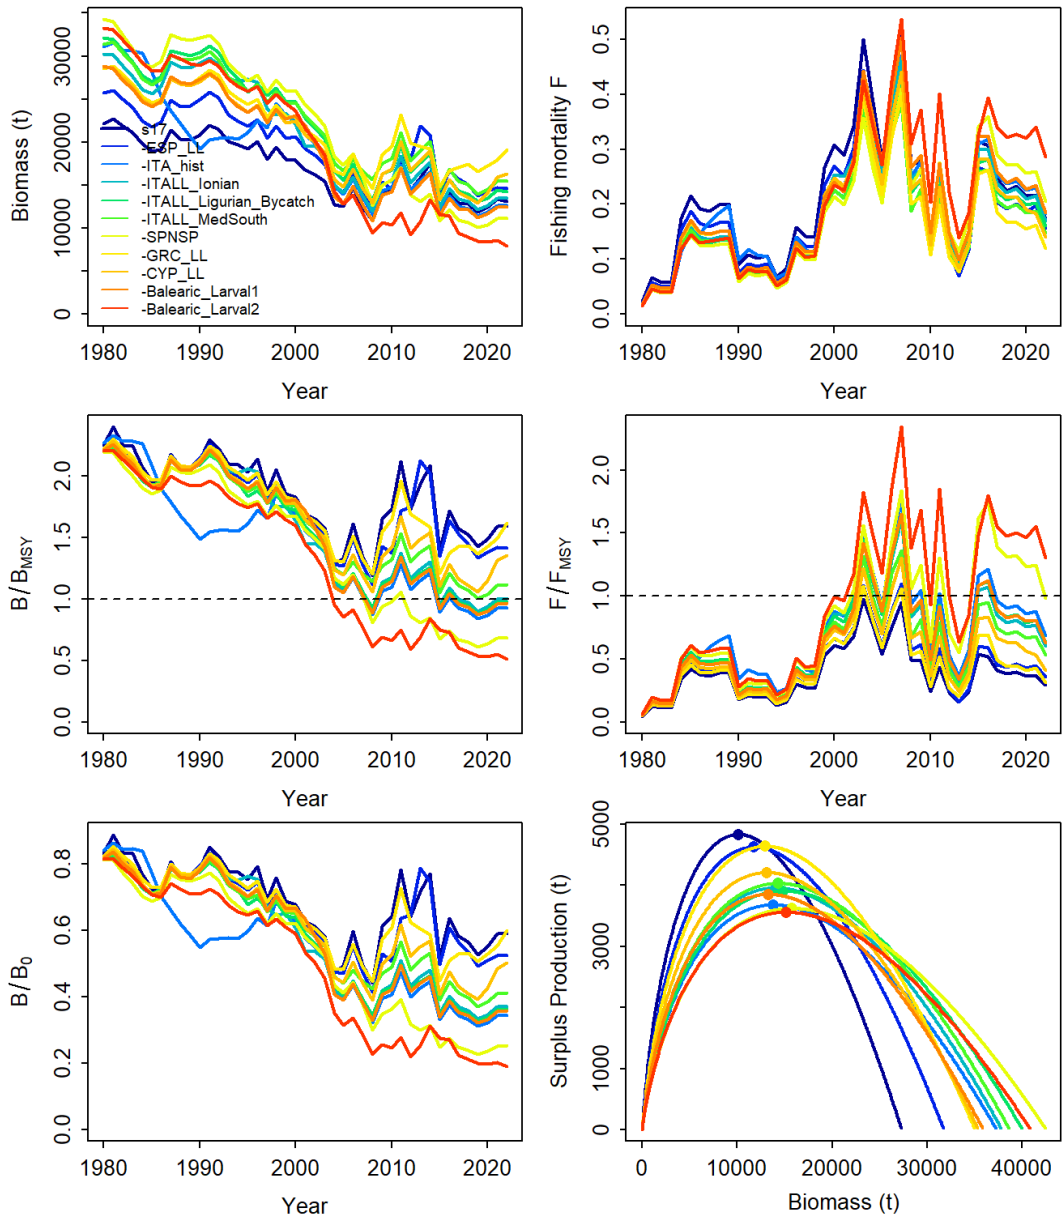 Biomass (t)
0 10000 20000 30000
s17
-ESP_LL
-ITA_hist
-ITALL_Ionian
-ITALL_Ligurian_Bycatch
-ITALL_MedSouth
-SPNSP
-GRC_LL
-CYP_LL
-Balearic_Larval1
-Balearic_Larval2
1980 1990 2000 2010 2020
Year
Fishing mortality F
0.0 0.1 0.2 0.3 0.4 0.5
1980 1990 2000 2010 2020
Year
B/BMSY
0.0 0.5 1.0 1.5 2.0
1980 1990 2000 2010 2020
Year
F/FMSY
0.0 0.5 1.0 1.5 2.0
1980 1990 2000 2010 2020
Year
B/B0
0.0 0.2 0.4 0.6 0.8
1980 1990 2000 2010 2020
Year
Surplus Production (t)
0 1000 3000 5000
0 10000 20000 30000 40000
Biomass (t)